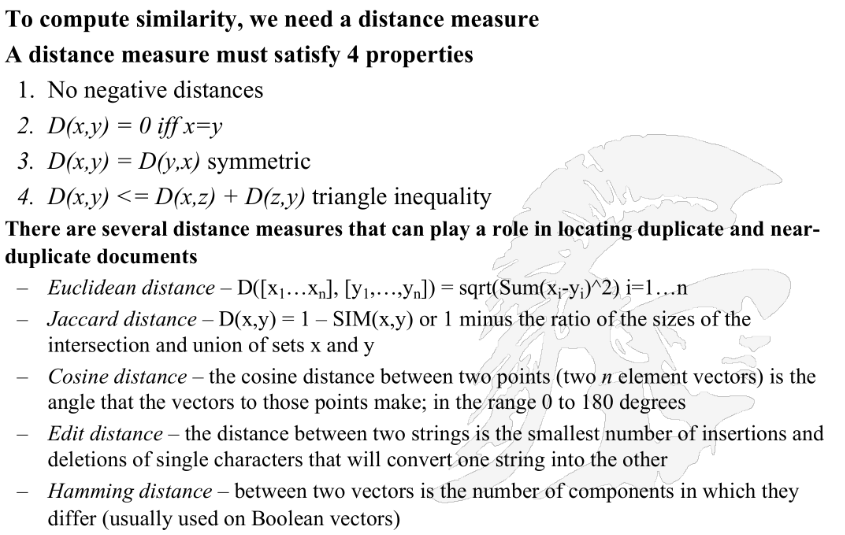 To compute similarity, we need a distance measure
A distance measure must satisfy 4 properties
1. No negative distances
2. D(x,y) = 0 iff x=y
3. D(x,y) = D(y,x) symmetric
4. D(x,y) <= D(x,z) + D(z,y) triangle inequality
There are several distance measures that can play a role in locating duplicate and near-
duplicate documents
– Euclidean distance – D([x₁…xₙ], [y₁,…,yₙ]) = sqrt(Sum(xᵢ-yᵢ)^2) i=1…n
– Jaccard distance – D(x,y) = 1 – SIM(x,y) or 1 minus the ratio of the sizes of the
intersection and union of sets x and y
– Cosine distance – the cosine distance between two points (two n element vectors) is the
angle that the vectors to those points make; in the range 0 to 180 degrees
– Edit distance – the distance between two strings is the smallest number of insertions and
deletions of single characters that will convert one string into the other
– Hamming distance – between two vectors is the number of components in which they
differ (usually used on Boolean vectors)